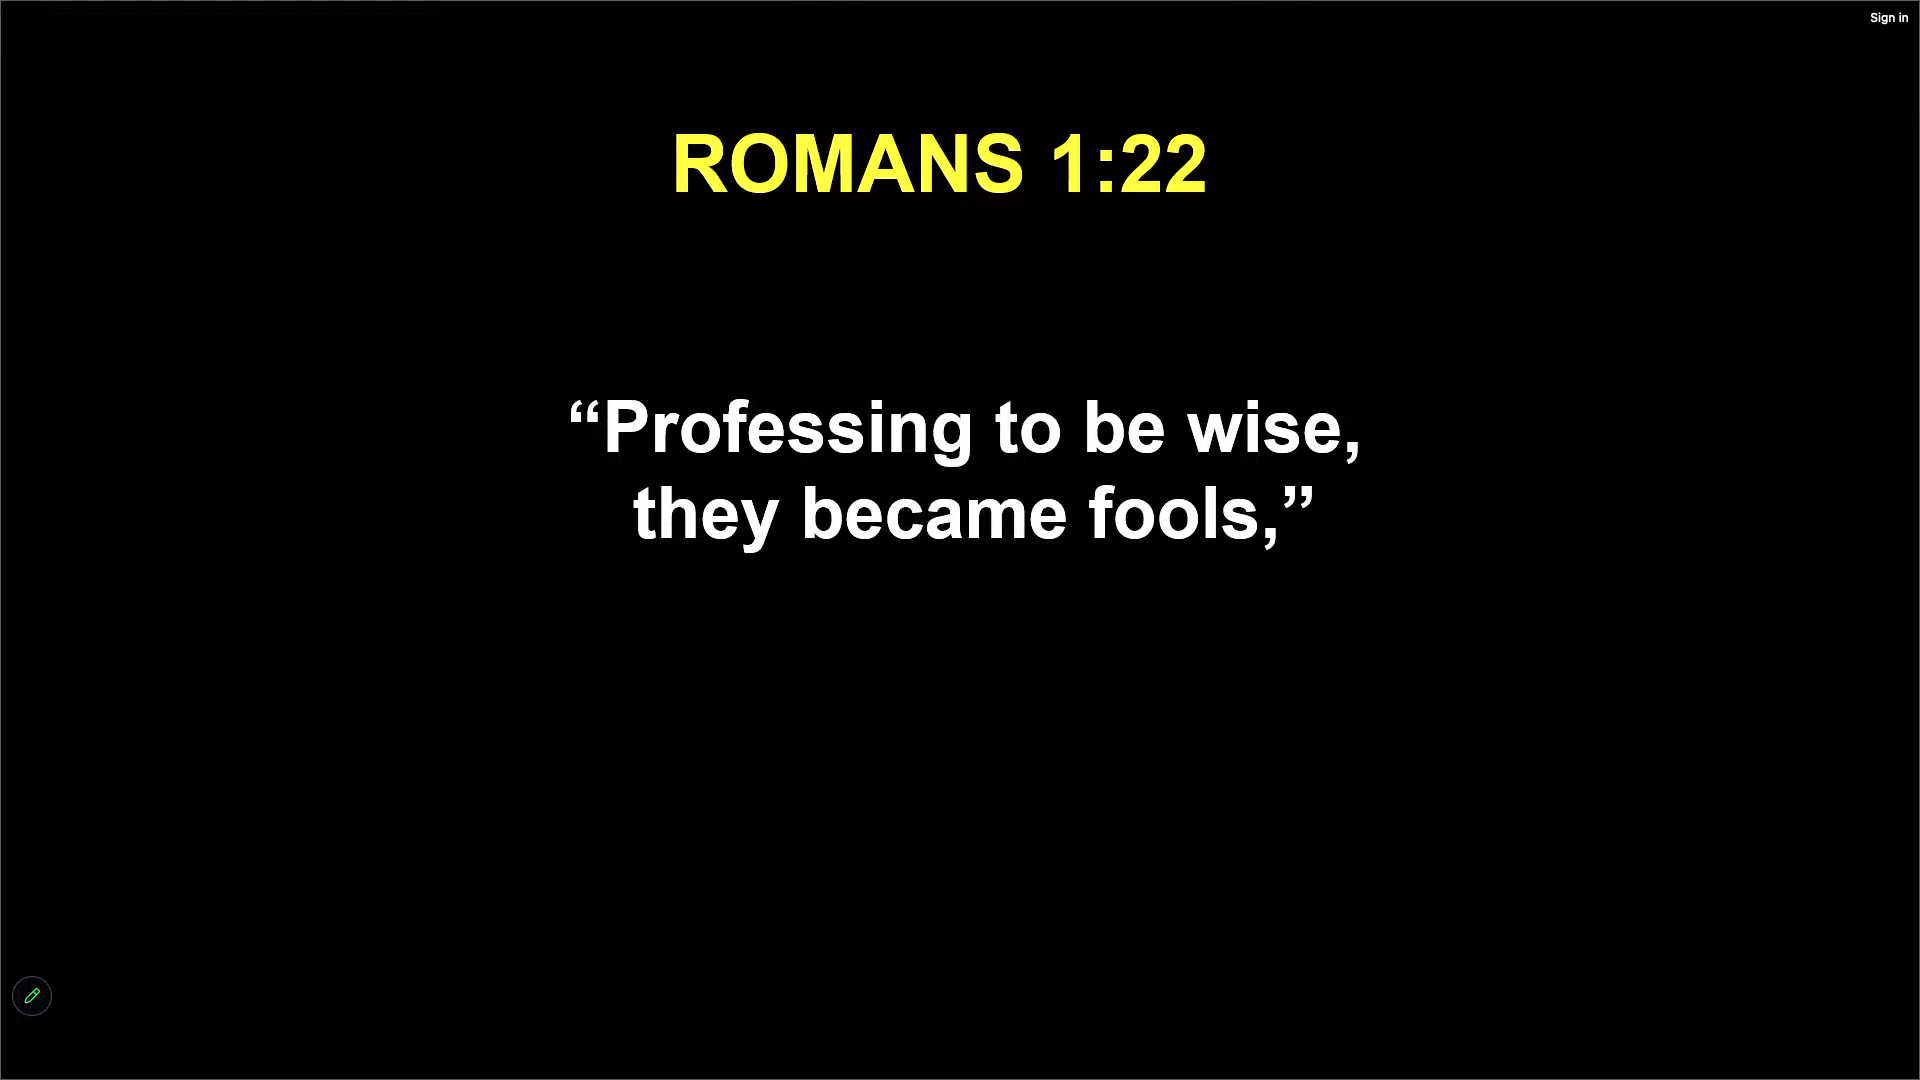 Sign in
ROMANS 1:22
“Professing to be wise,
they became fools,”